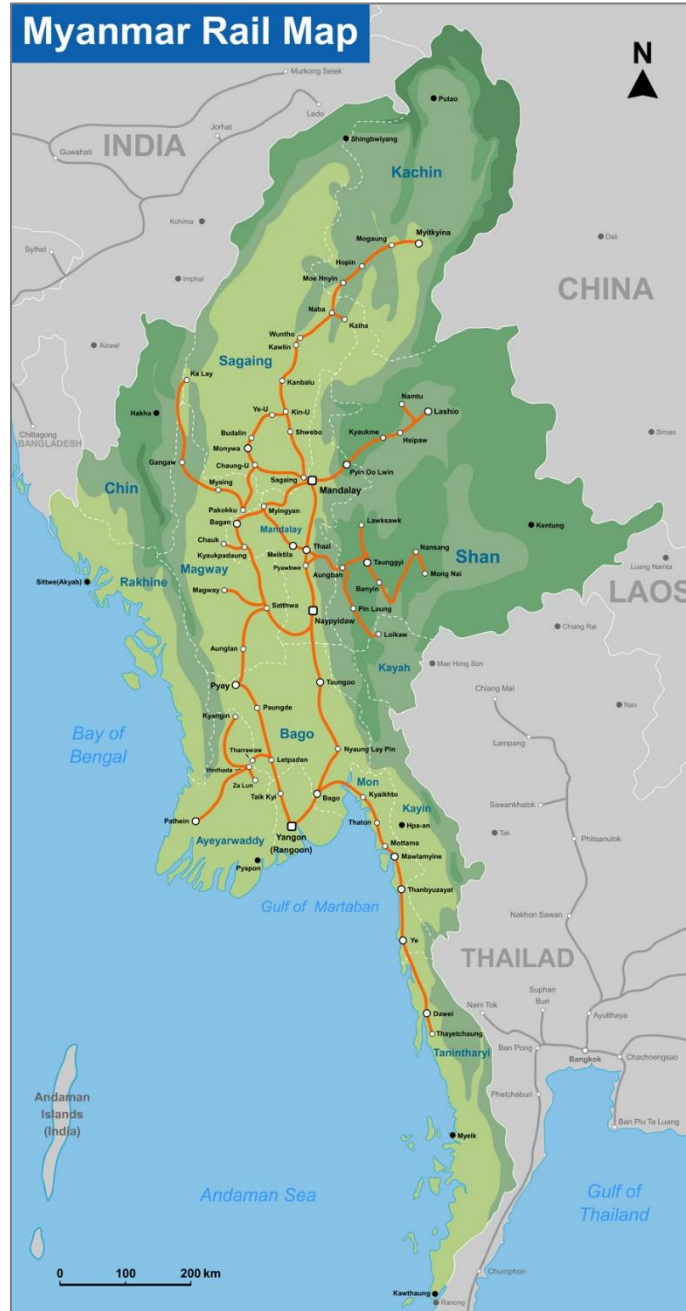 Myanmar Rail Map
N
Murkong Selek
Putao
Ledo
Jorhat
Shingbwiyang
INDIA
Guwahati
Kachin
Kohima
Myitkyina
Mogaung
Dali
Sylhet
Hopin
Imphal
Moe Hnyin
CHINA
Naba
Katha
Wuntho
Aizawl
Kawlin
Sagaing
Ka Lay
Kanbalu
Namtu
Hakha
Ye-U
Kin-U
Lashio
Chittagong
Budalin
Shwebo
Kyaukme
Hsipaw
Simao
BANGLADESH
Monywa
Gangaw
Chaung-U
Pyin Oo Lwin
Chin
Myaing
Sagaing
Mandalay
Pakokku
Myingyan
Bagan
Mandalay
Lawksawk
Kentung
Chauk
Meiktila
Thazi
Nansang
Shan
Kyaukpadaung
Taunggyi
Luang Namta
Magway
Pyawbwe
Aungban
Mong Nai
Rakhine
Banyin
Sittwe(Akyab)
Magway
LAOS
Satthwa
Naypyidaw
Pin Laung
Chiang Rai
Loikaw
Aunglan
Kayah
Mae Hong Son
Pyay
Taungoo
Chiang Mai
Nan
Kyangin
Paungde
Bay of
Bengal
Bago
Lampang
Tharrawaw
Nyaung Lay Pin
Hinthada
Letpadan
Za Lun
Mon
Taik Kyi
Bago
Kyaikhto
Kayin
Sawankhalok
Pathein
Thaton
Hpa-an
Yangon
(Rangoon)
Tak
Phitsanulok
Ayeyarwaddy
Mottama
Mawlamyine
Pyapon
Thanbyuzayat
Gulf of Martaban
Nakhon Sawan
Ye
THAILAD
Suphan
Buri
Nam Tok
Dawei
Ayutthaya
Thayetchaung
Tanintharyi
Ban Pong
Bangkok
Chachoengsao
Andaman
Islands
(India)
Phetchaburi
Ban Plu Ta Luang
Myeik
Andaman Sea
Gulf of
Thailand
0 100 200 km
Chumphon
Kawthaung
Ranong